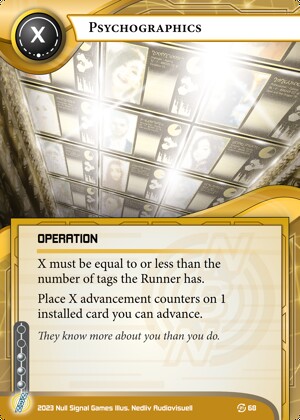 X
PSYCHOGRAPHICS
OPERATION
X must be equal to or less than the
number of tags the Runner has.
Place X advancement counters on 1
installed card you can advance.
They know more about you than you do.
2023 Null Signal Games Illus. Nedliv Audiovisuell
68